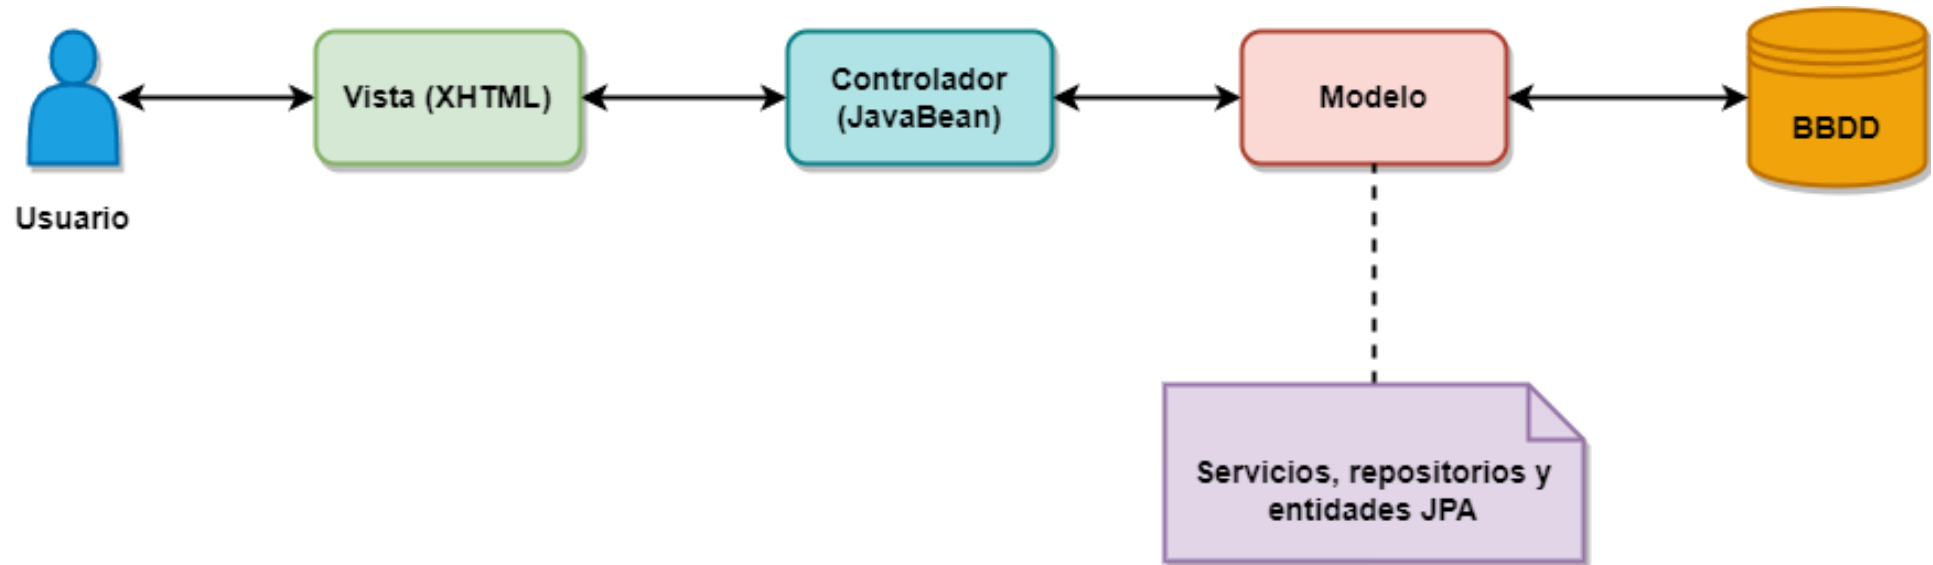 Usuario
Vista (XHTML)
Controlador
(JavaBean)
Modelo
BBDD
Servicios, repositorios y
entidades JPA